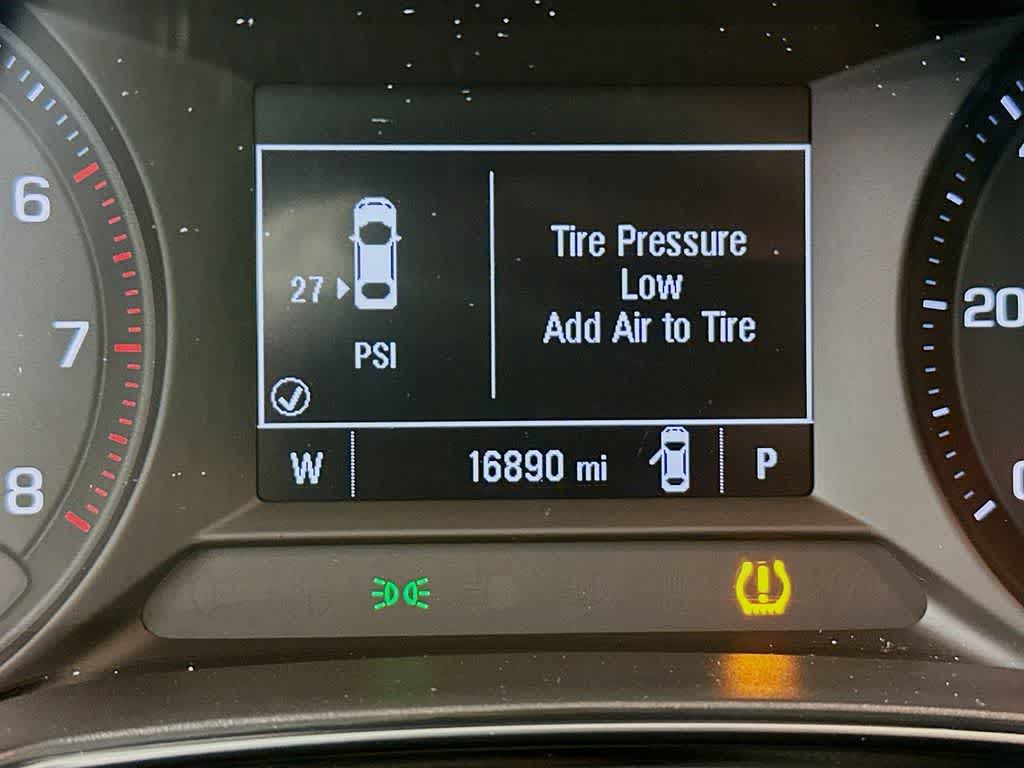 6
7
8
27
PSI
Tire Pressure
Low
Add Air to Tire
W
16890 mi
P
20